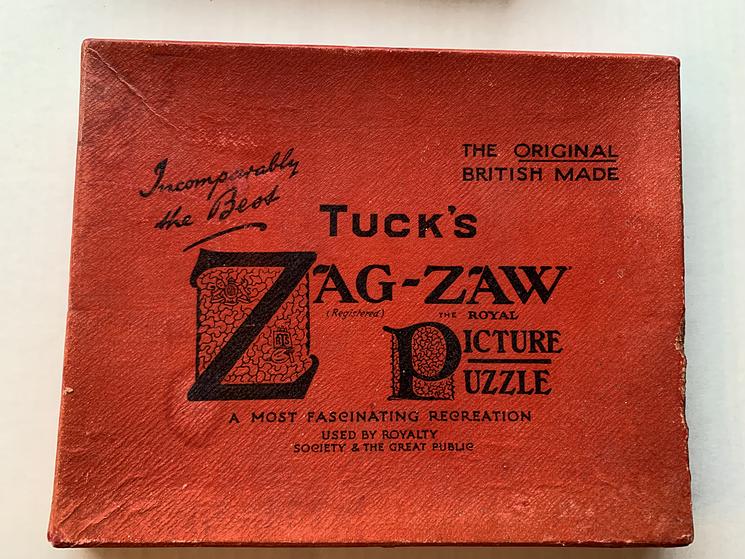 Incomparably
the Best
THE ORIGINAL
BRITISH MADE
TUCK'S
ZAG-ZAW
(Registered)
THE ROYAL
PICTURE
PUZZLE
A MOST FASCINATING RECREATION
USED BY ROYALTY
SOCIETY & THE GREAT PUBLIC